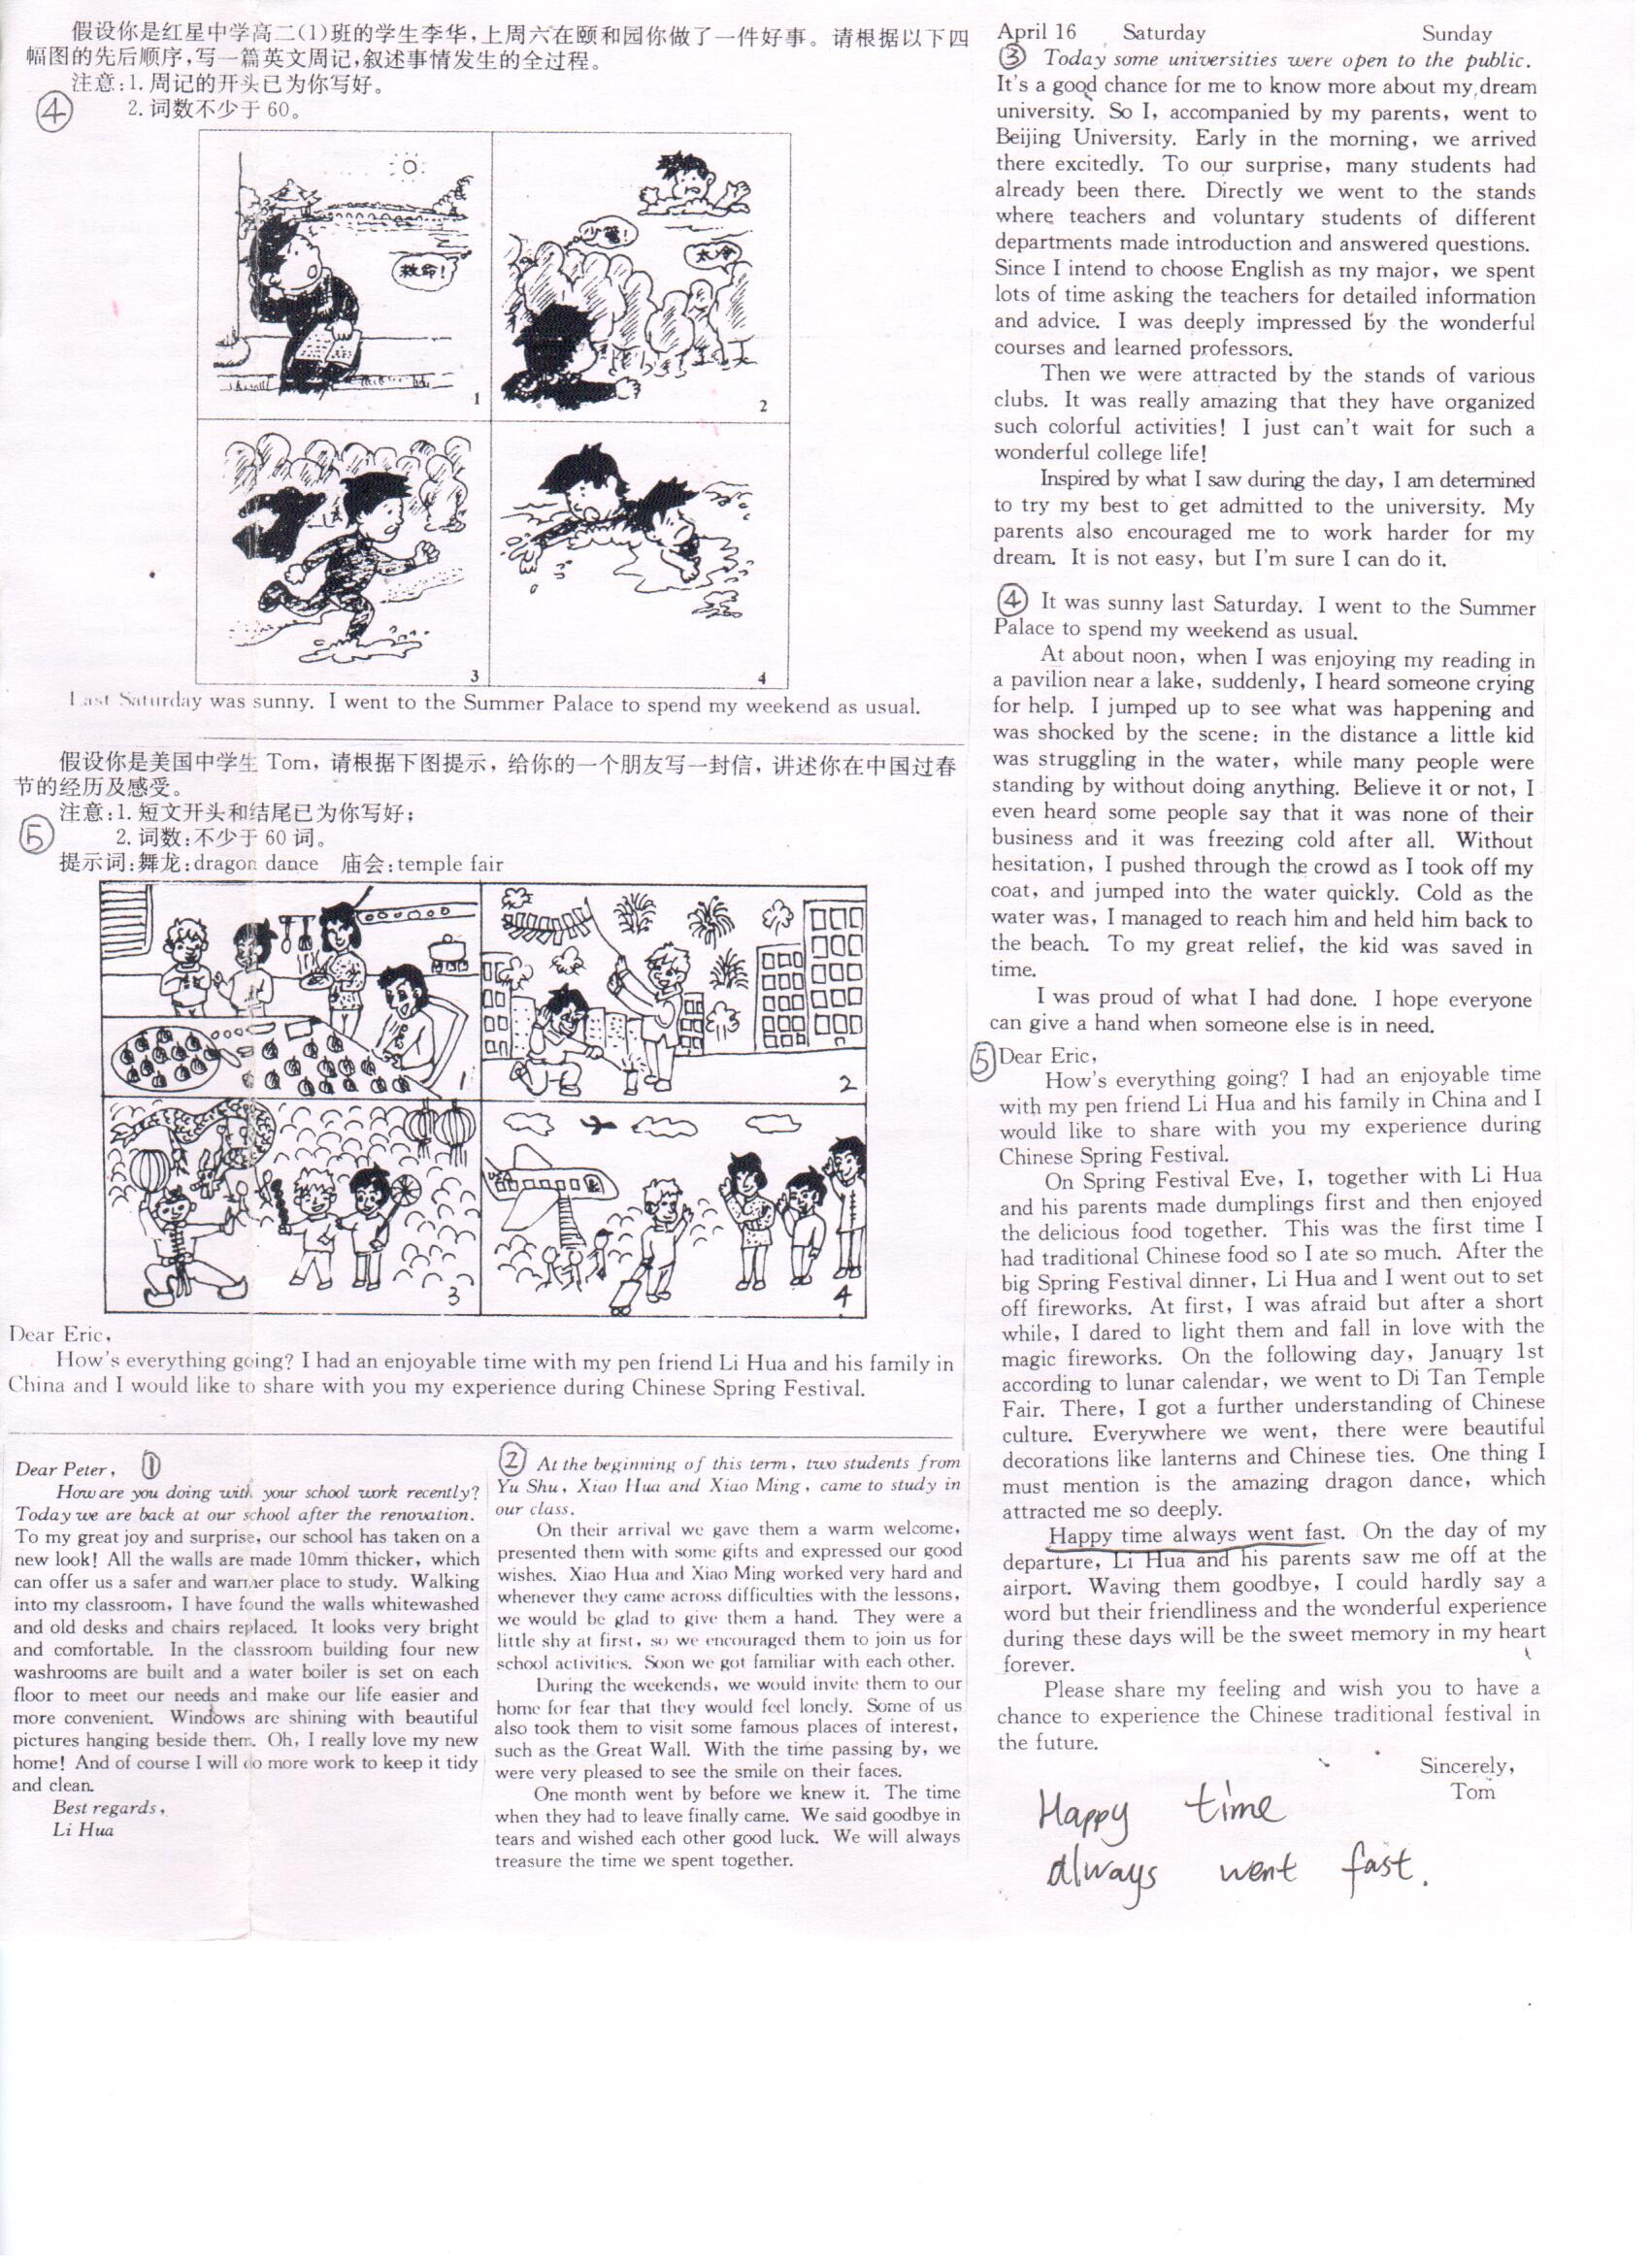 假设你是红星中学高二(1)班的学生李华,上周六在颐和园你做了一件好事。请根据以下四
幅图的先后顺序,写一篇英文周记,叙述事情发生的全过程。
注意:1. 周记的开头已为你写好。
④ 2. 词数不少于 60。
救命!
1
少管!
太冷
2
3
4
Last Saturday was sunny. I went to the Summer Palace to spend my weekend as usual.
假设你是美国中学生 Tom,请根据下图提示,给你的一个朋友写一封信,讲述你在中国过春
节的经历及感受。
注意:1. 短文开头和结尾已为你写好;
⑤ 2. 词数:不少于 60 词。
提示词:舞龙:dragon dance 庙会:temple fair
1
2
3
4
Dear Eric,
How's everything going? I had an enjoyable time with my pen friend Li Hua and his family in
China and I would like to share with you my experience during Chinese Spring Festival.
Dear Peter, ①
How are you doing with your school work recently?
Today we are back at our school after the renovation.
To my great joy and surprise, our school has taken on a
new look! All the walls are made 10mm thicker, which
can offer us a safer and warmer place to study. Walking
into my classroom, I have found the walls whitewashed
and old desks and chairs replaced. It looks very bright
and comfortable. In the classroom building four new
washrooms are built and a water boiler is set on each
floor to meet our needs and make our life easier and
more convenient. Windows are shining with beautiful
pictures hanging beside them. Oh, I really love my new
home! And of course I will do more work to keep it tidy
and clean.
Best regards,
Li Hua
② At the beginning of this term, two students from
Yu Shu, Xiao Hua and Xiao Ming, came to study in
our class.
On their arrival we gave them a warm welcome,
presented them with some gifts and expressed our good
wishes. Xiao Hua and Xiao Ming worked very hard and
whenever they came across difficulties with the lessons,
we would be glad to give them a hand. They were a
little shy at first, so we encouraged them to join us for
school activities. Soon we got familiar with each other.
During the weekends, we would invite them to our
home for fear that they would feel lonely. Some of us
also took them to visit some famous places of interest,
such as the Great Wall. With the time passing by, we
were very pleased to see the smile on their faces.
One month went by before we knew it. The time
when they had to leave finally came. We said goodbye in
tears and wished each other good luck. We will always
treasure the time we spent together.
April 16 Saturday Sunday
③ Today some universities were open to the public.
It's a good chance for me to know more about my dream
university. So I, accompanied by my parents, went to
Beijing University. Early in the morning, we arrived
there excitedly. To our surprise, many students had
already been there. Directly we went to the stands
where teachers and voluntary students of different
departments made introduction and answered questions.
Since I intend to choose English as my major, we spent
lots of time asking the teachers for detailed information
and advice. I was deeply impressed by the wonderful
courses and learned professors.
Then we were attracted by the stands of various
clubs. It was really amazing that they have organized
such colorful activities! I just can't wait for such a
wonderful college life!
Inspired by what I saw during the day, I am determined
to try my best to get admitted to the university. My
parents also encouraged me to work harder for my
dream. It is not easy, but I'm sure I can do it.
④ It was sunny last Saturday. I went to the Summer
Palace to spend my weekend as usual.
At about noon, when I was enjoying my reading in
a pavilion near a lake, suddenly, I heard someone crying
for help. I jumped up to see what was happening and
was shocked by the scene: in the distance a little kid
was struggling in the water, while many people were
standing by without doing anything. Believe it or not, I
even heard some people say that it was none of their
business and it was freezing cold after all. Without
hesitation, I pushed through the crowd as I took off my
coat, and jumped into the water quickly. Cold as the
water was, I managed to reach him and held him back to
the beach. To my great relief, the kid was saved in
time.
I was proud of what I had done. I hope everyone
can give a hand when someone else is in need.
⑤ Dear Eric,
How's everything going? I had an enjoyable time
with my pen friend Li Hua and his family in China and I
would like to share with you my experience during
Chinese Spring Festival.
On Spring Festival Eve, I, together with Li Hua
and his parents made dumplings first and then enjoyed
the delicious food together. This was the first time I
had traditional Chinese food so I ate so much. After the
big Spring Festival dinner, Li Hua and I went out to set
off fireworks. At first, I was afraid but after a short
while, I dared to light them and fall in love with the
magic fireworks. On the following day, January 1st
according to lunar calendar, we went to Di Tan Temple
Fair. There, I got a further understanding of Chinese
culture. Everywhere we went, there were beautiful
decorations like lanterns and Chinese ties. One thing I
must mention is the amazing dragon dance, which
attracted me so deeply.
Happy time always went fast. On the day of my
departure, Li Hua and his parents saw me off at the
airport. Waving them goodbye, I could hardly say a
word but their friendliness and the wonderful experience
during these days will be the sweet memory in my heart
forever.
Please share my feeling and wish you to have a
chance to experience the Chinese traditional festival in
the future.
Sincerely,
Tom
Happy time
always went fast.